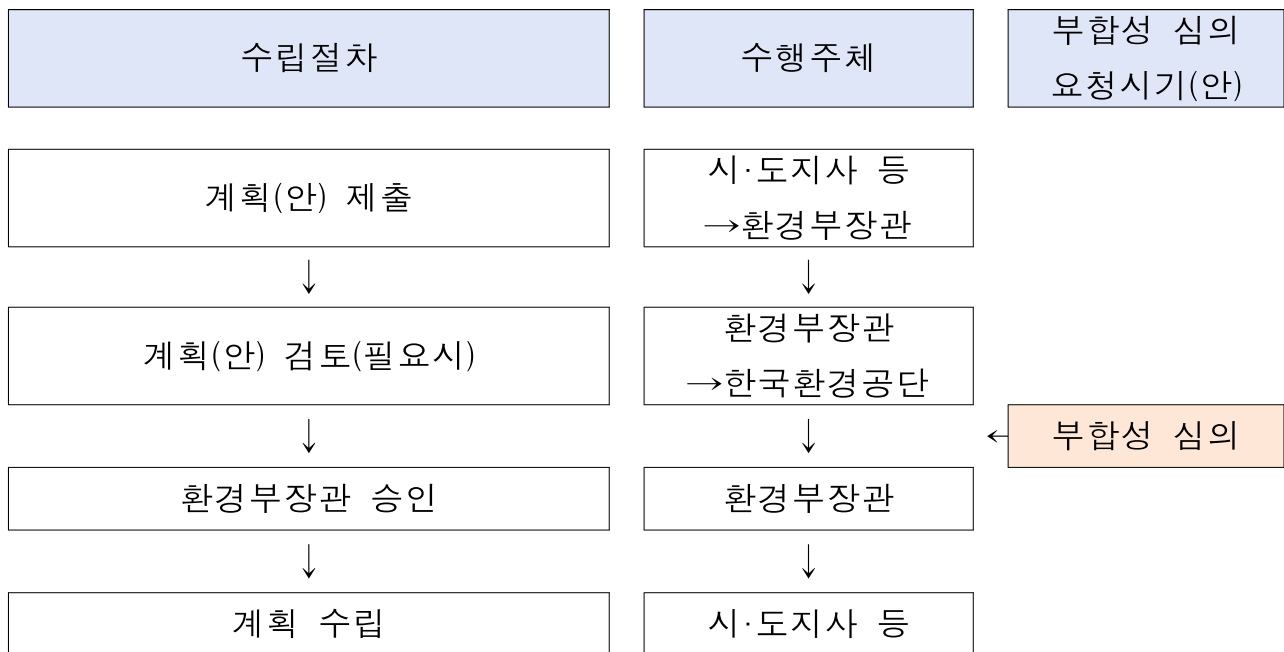 수립절차
수행주체
부합성 심의
요청시기(안)
계획(안) 제출
시·도지사 등
→환경부장관
↓
↓
계획(안) 검토(필요시)
환경부장관
→한국환경공단
↓
↓
← 부합성 심의
환경부장관 승인
환경부장관
↓
↓
계획 수립
시·도지사 등